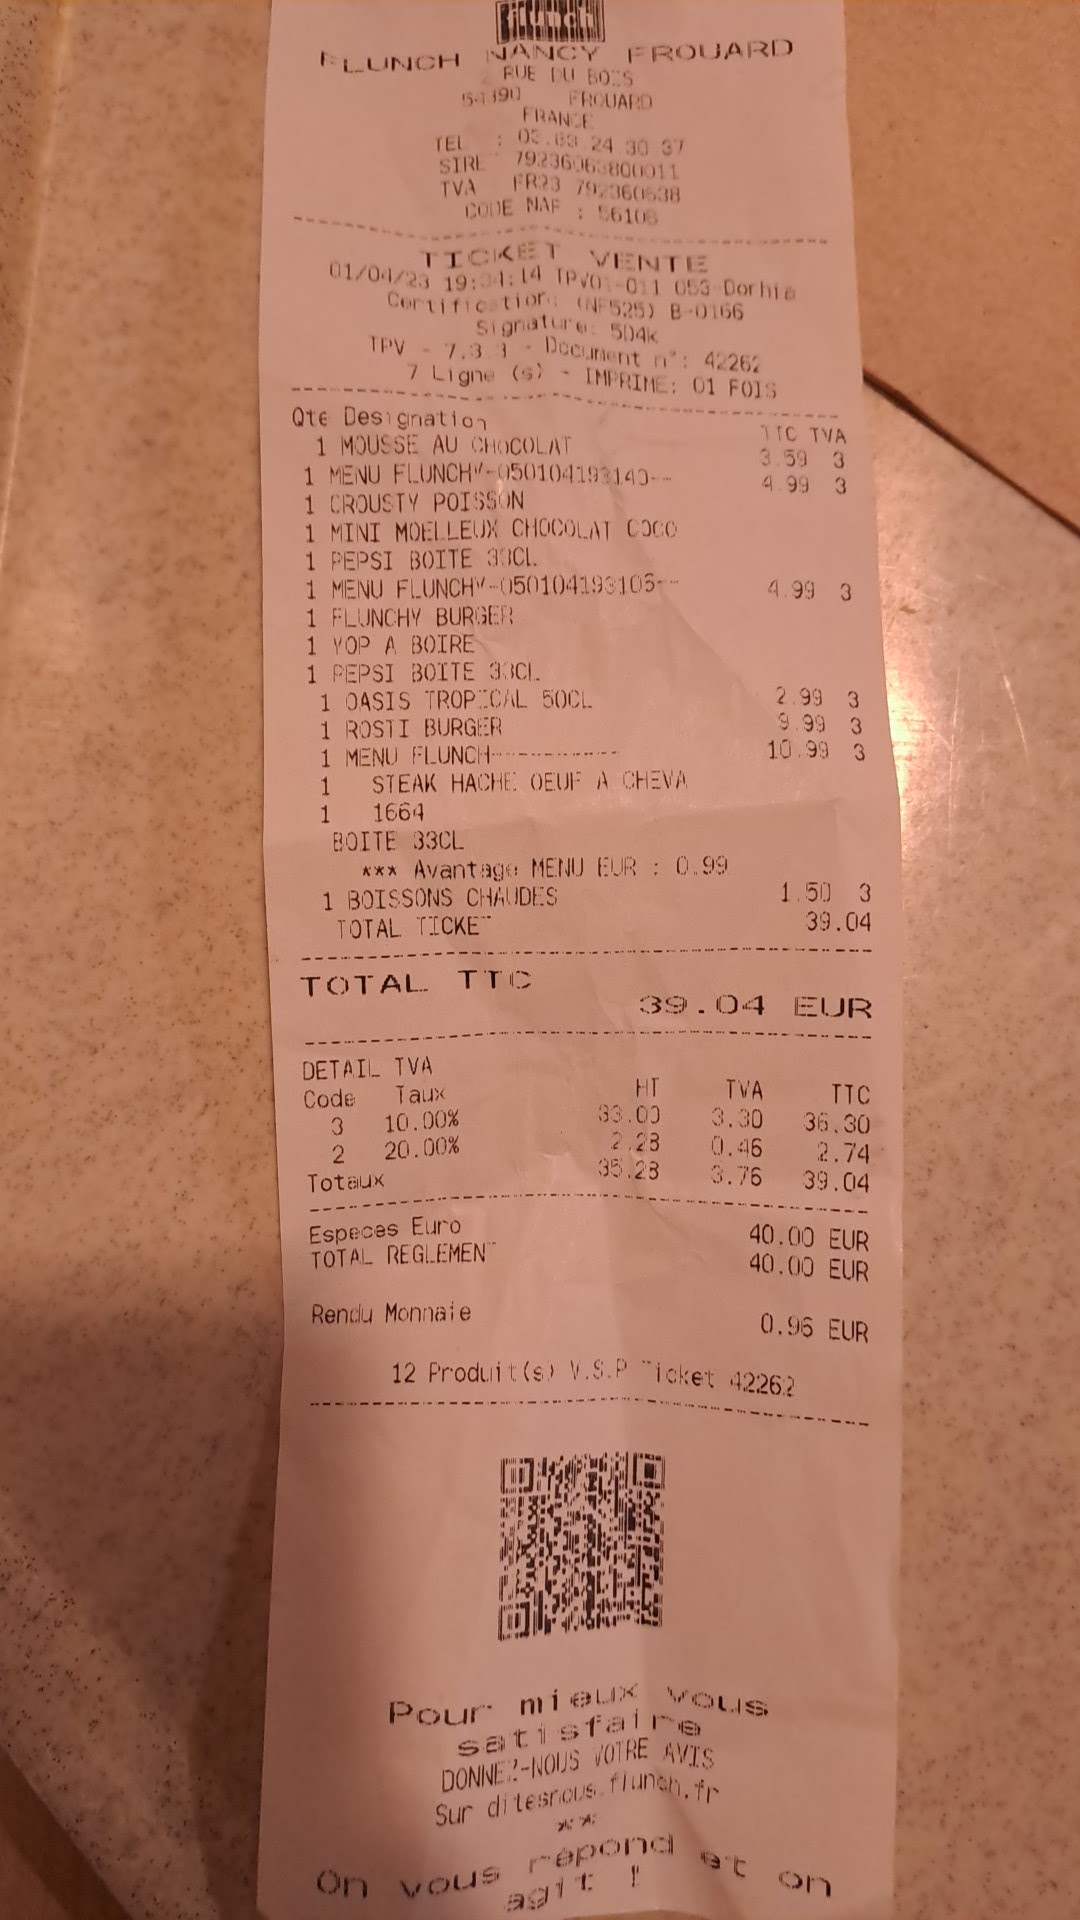 flunch
FLUNCH NANCY FROUARD
RUE DU BOIS
54390 FROUARD
FRANCE
TEL : 03.83.24.30.37
SIRE 79236063800011
TVA FR23 792360638
CODE NAF : 5610B
TICKET VENTE
01/04/23 19:34:14 TPV01-011 053 Dorhia
Certification: (NF525) B-0166
Signature: 5D4k
TPV - 7.3.3 - Document n°: 42262
7 Ligne (s) - IMPRIME: 01 FOIS
Qte Designation TTC TVA
1 MOUSSE AU CHOCOLAT 3.59 3
1 MENU FLUNCHY-050104193140-- 4.99 3
1 CROUSTY POISSON
1 MINI MOELLEUX CHOCOLAT COCO
1 PEPSI BOITE 33CL
1 MENU FLUNCHY-050104193105-- 4.99 3
1 FLUNCHY BURGER
1 YOP A BOIRE
1 PEPSI BOITE 33CL
1 OASIS TROPICAL 50CL 2.99 3
1 ROSTI BURGER 9.99 3
1 MENU FLUNCH-------------- 10.99 3
1 STEAK HACHE OEUF A CHEVA
1 1664
BOITE 33CL
*** Avantage MENU EUR : 0.99
1 BOISSONS CHAUDES 1.50 3
TOTAL TICKET 39.04
TOTAL TTC
39.04 EUR
DETAIL TVA
Code Taux HT TVA TTC
3 10.00% 33.00 3.30 36.30
2 20.00% 2.28 0.46 2.74
Totaux 35.28 3.76 39.04
Especes Euro 40.00 EUR
TOTAL REGLEMENT 40.00 EUR
Rendu Monnaie 0.96 EUR
12 Produit(s) V.S.P Ticket 42262
Pour mieux vous
satisfaire
DONNEZ-NOUS VOTRE AVIS
Sur ditesnous.flunch.fr
**
On vous répond et on
agit !